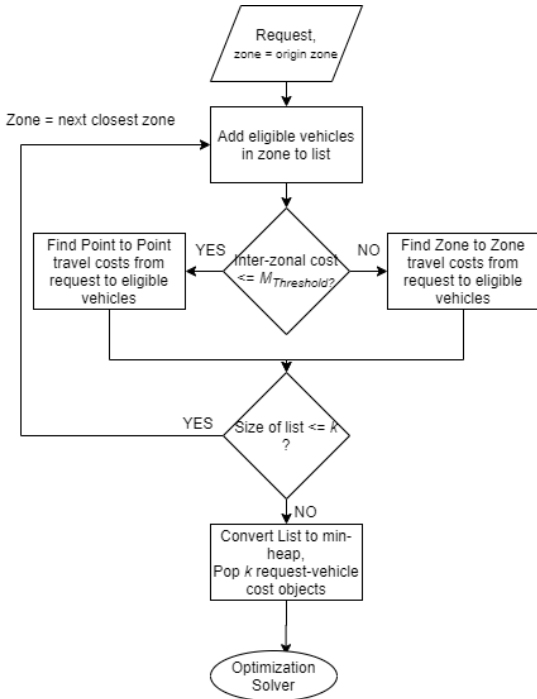 Request,
zone = origin zone
Zone = next closest zone
Add eligible vehicles
in zone to list
Find Point to Point
travel costs from
request to eligible
vehicles
YES
Inter-zonal cost
<= M Threshold?
NO
Find Zone to Zone
travel costs from
request to eligible
vehicles
YES
Size of list <= k
?
NO
Convert List to min-
heap,
Pop k request-vehicle
cost objects
Optimization
Solver